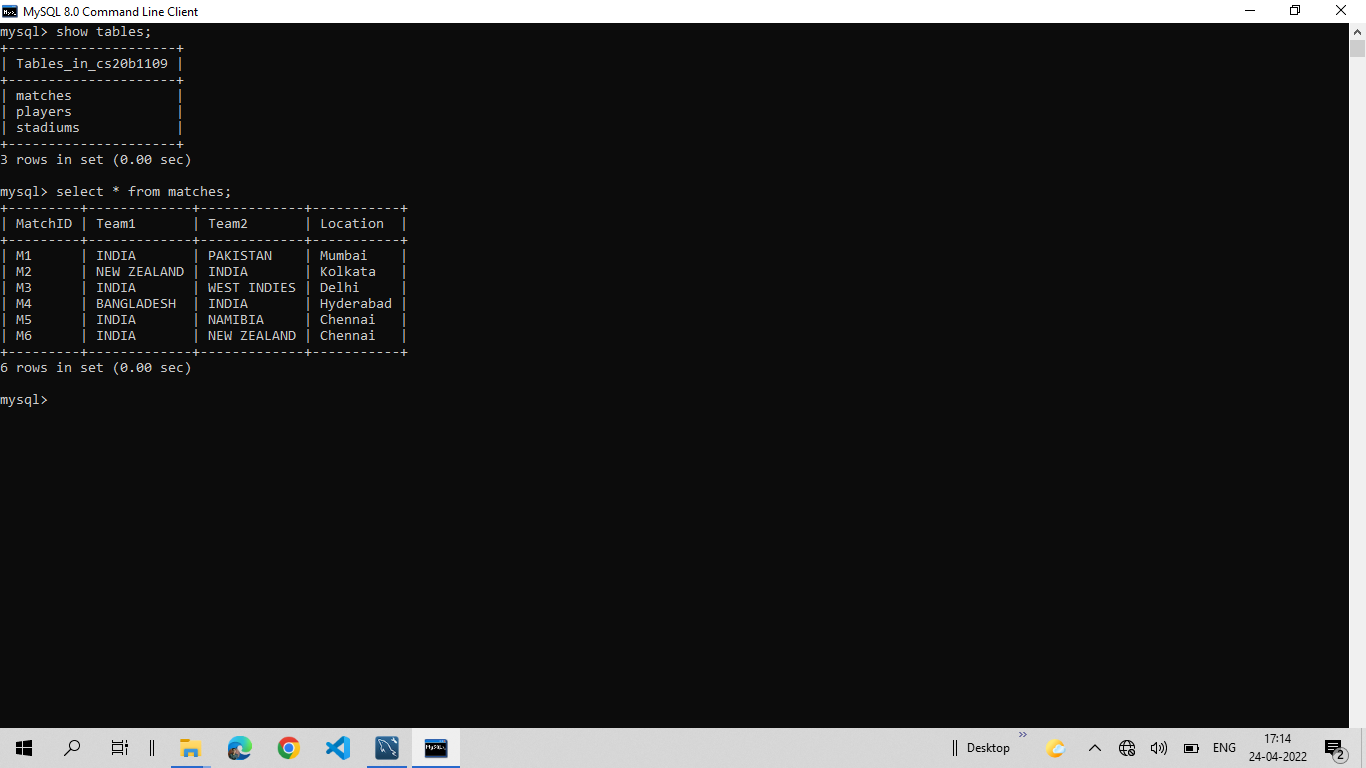 MySQL 8.0 Command Line Client
mysql> show tables;
+---------------------+
| Tables_in_cs20b1109 |
+---------------------+
| matches             |
| players             |
| stadiums            |
+---------------------+
3 rows in set (0.00 sec)
mysql> select * from matches;
+---------+-------------+-------------+-----------+
| MatchID | Team1       | Team2       | Location  |
+---------+-------------+-------------+-----------+
| M1      | INDIA       | PAKISTAN    | Mumbai    |
| M2      | NEW ZEALAND | INDIA       | Kolkata   |
| M3      | INDIA       | WEST INDIES | Delhi     |
| M4      | BANGLADESH  | INDIA       | Hyderabad |
| M5      | INDIA       | NAMIBIA     | Chennai   |
| M6      | INDIA       | NEW ZEALAND | Chennai   |
+---------+-------------+-------------+-----------+
6 rows in set (0.00 sec)
mysql>
Desktop
ENG
17:14
24-04-2022
2